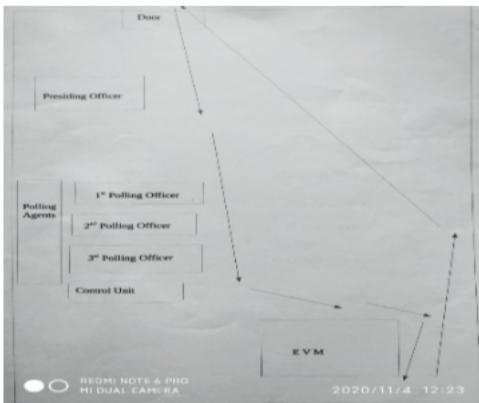 Door
Presiding Officer
Polling
Agents
1st Polling Officer
2nd Polling Officer
3rd Polling Officer
Control Unit
E V M
REDMI NOTE 6 PRO
MI DUAL CAMERA
2020/11/4 12:23